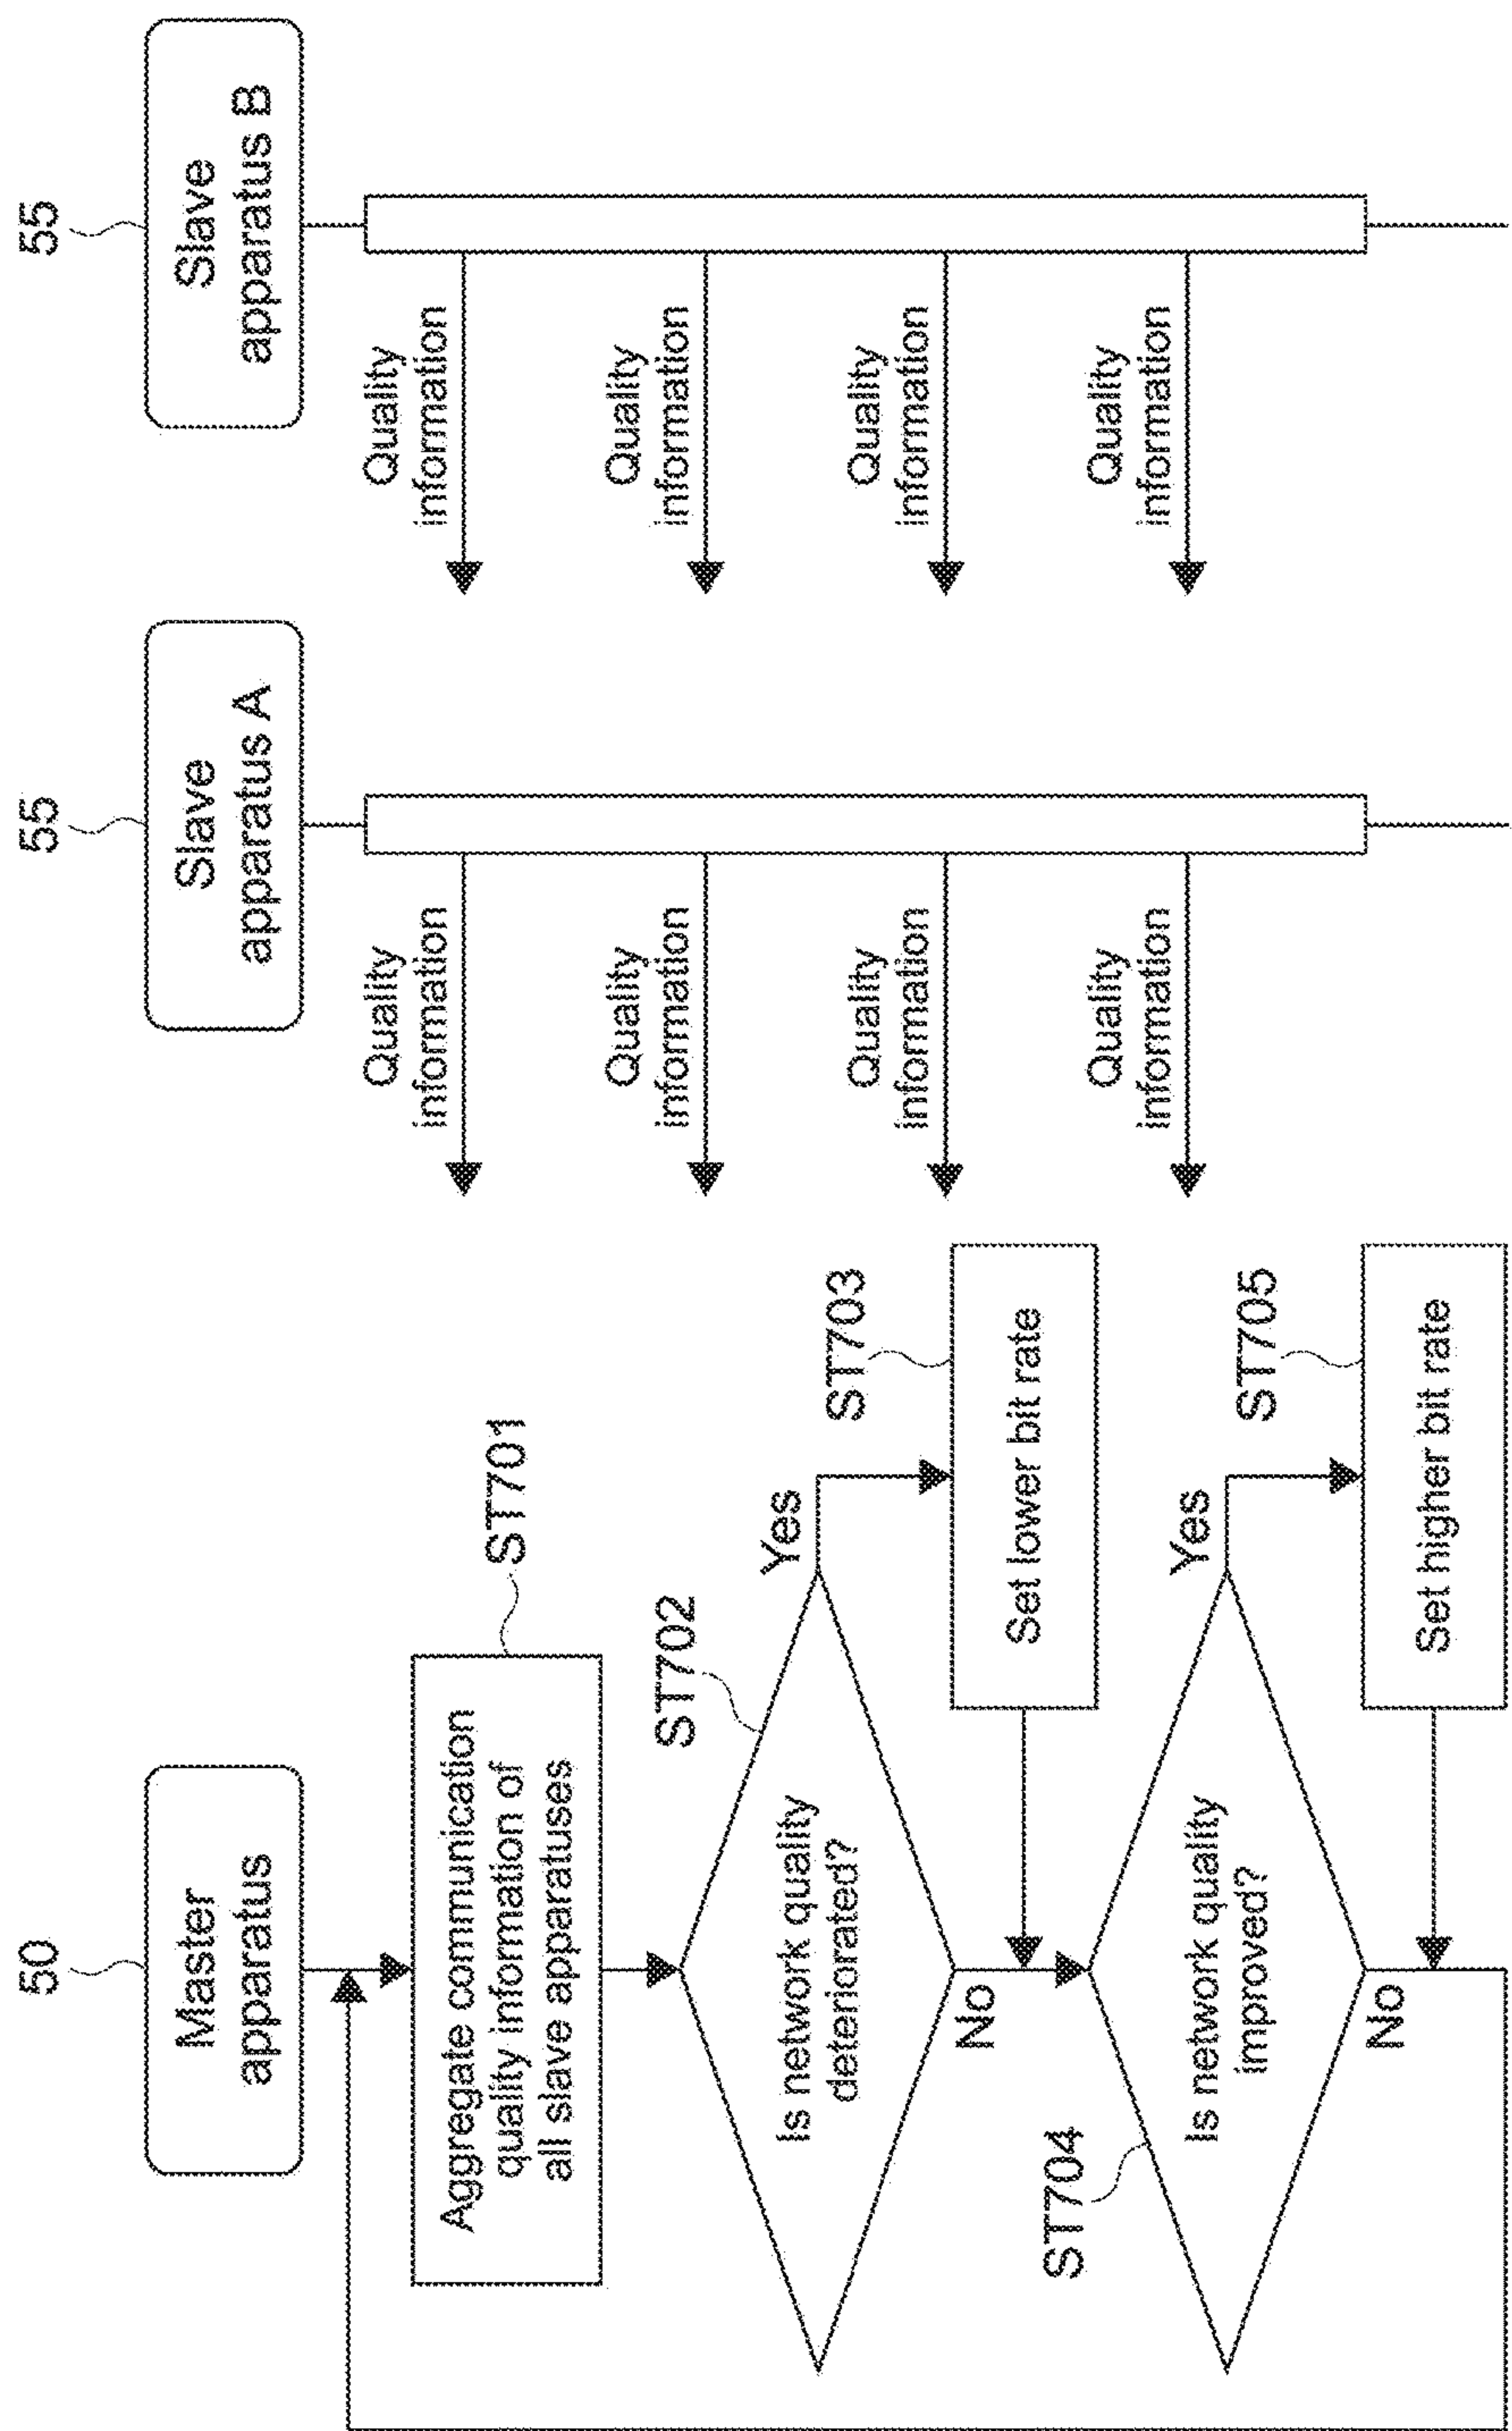 50
Master
apparatus
55
Slave
apparatus A
55
Slave
apparatus B
ST701
Aggregate communication
quality information of
all slave apparatuses
Quality
information
Quality
information
ST702
Is network quality
deteriorated?
Yes
No
Quality
information
Quality
information
ST703
Set lower bit rate
Quality
information
Quality
information
ST704
Is network quality
improved?
Yes
No
Quality
information
Quality
information
ST705
Set higher bit rate